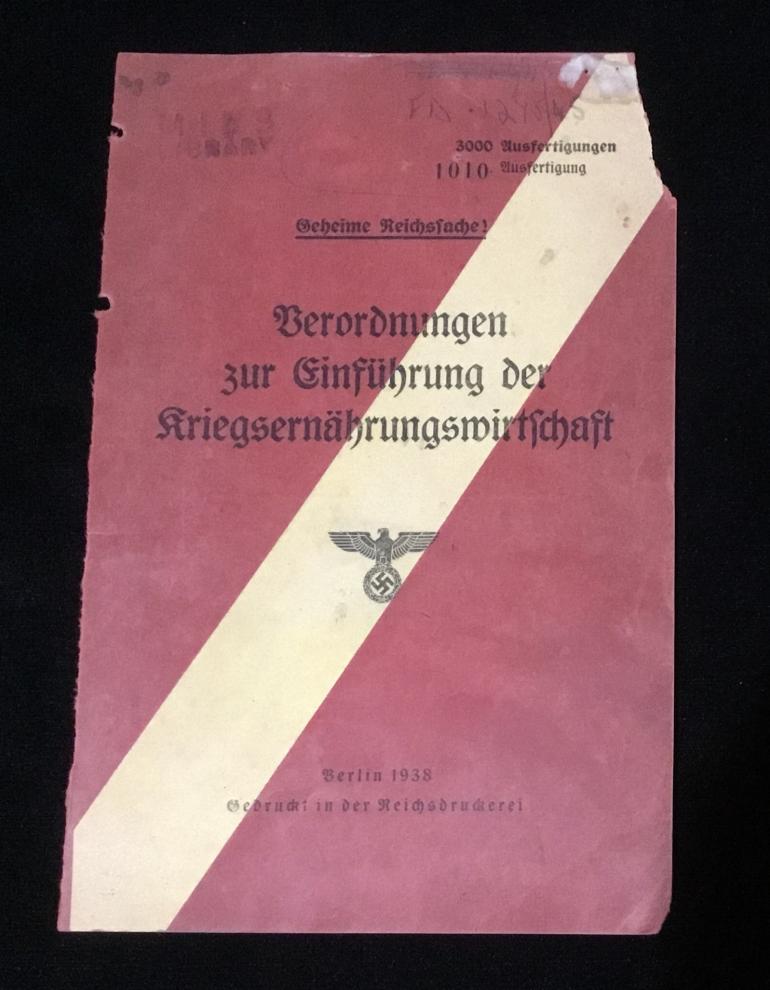 3000 Ausfertigungen
1010. Ausfertigung
Geheime Reichssache!
Verordnungen
zur Einführung der
Kriegsernährungswirtschaft
Berlin 1938
Gedruckt in der Reichsdruckerei